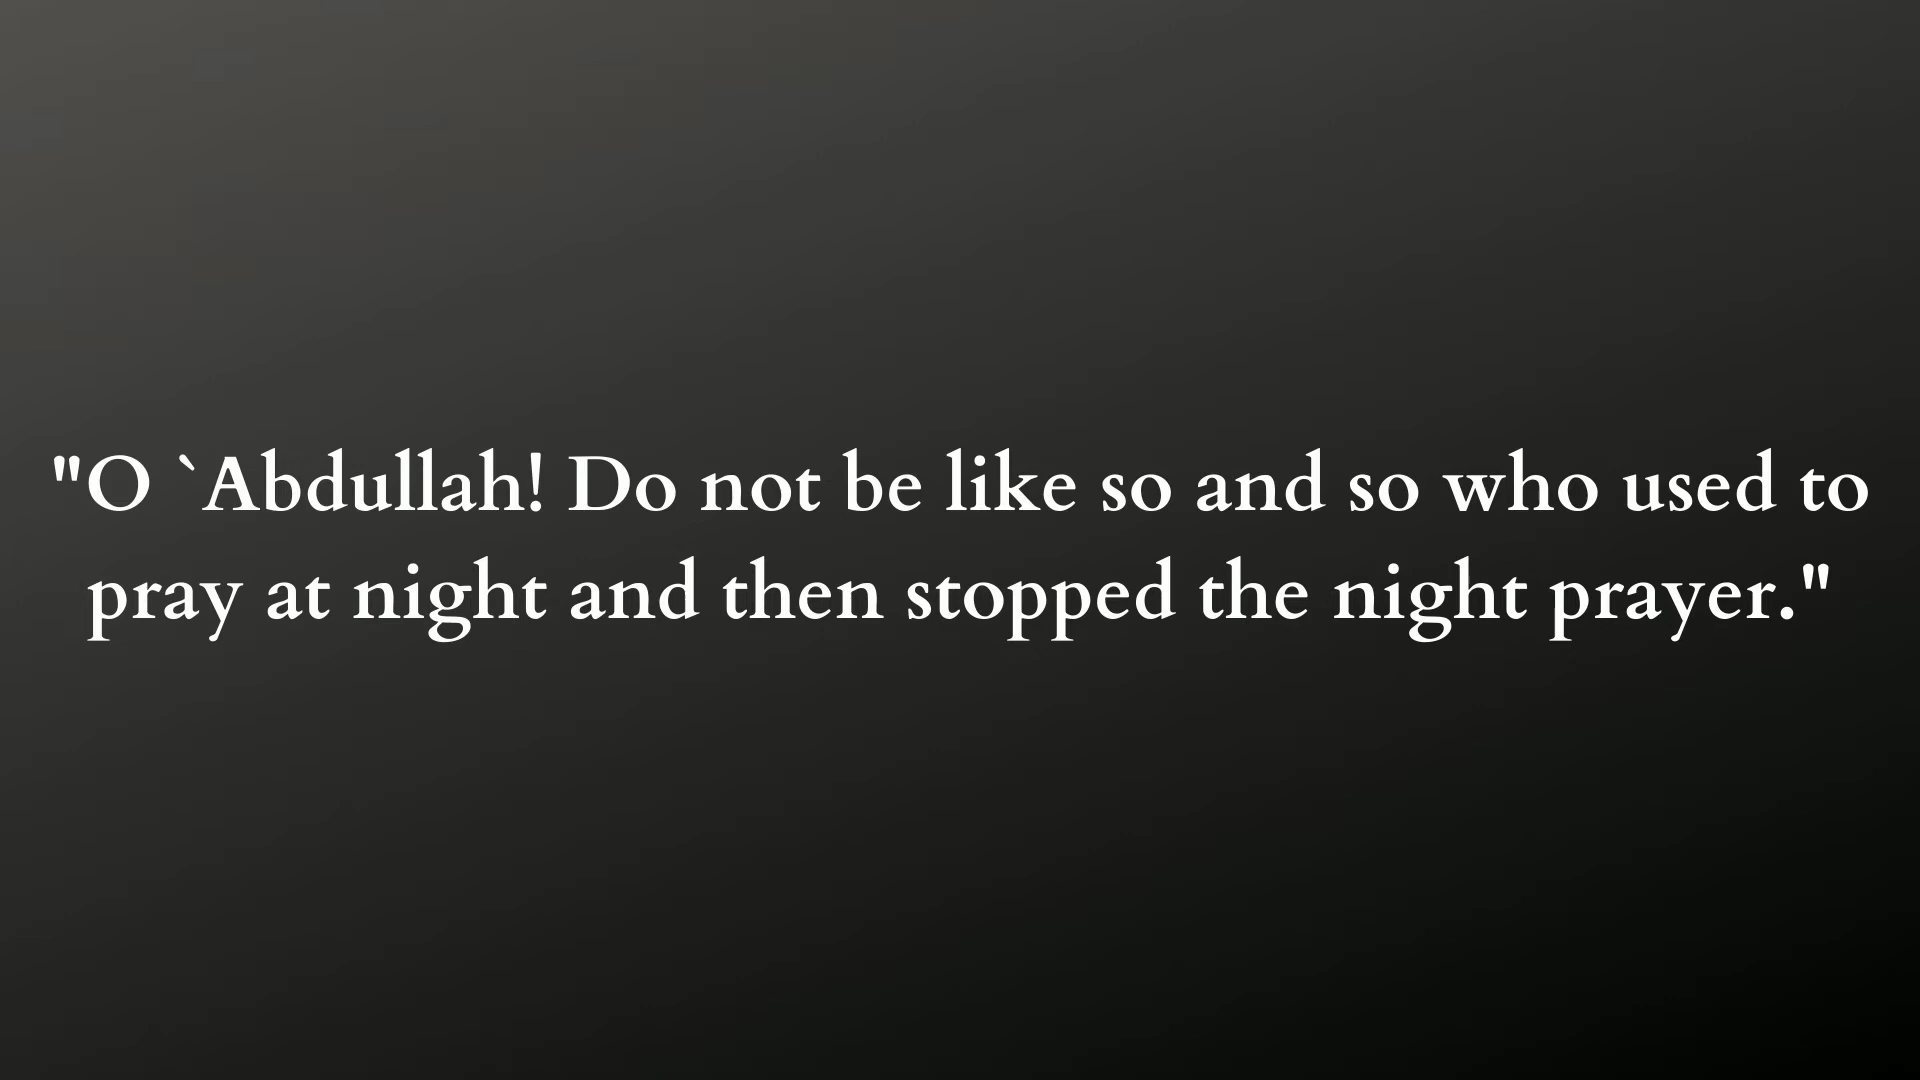 "O `Abdullah! Do not be like so and so who used to
pray at night and then stopped the night prayer."